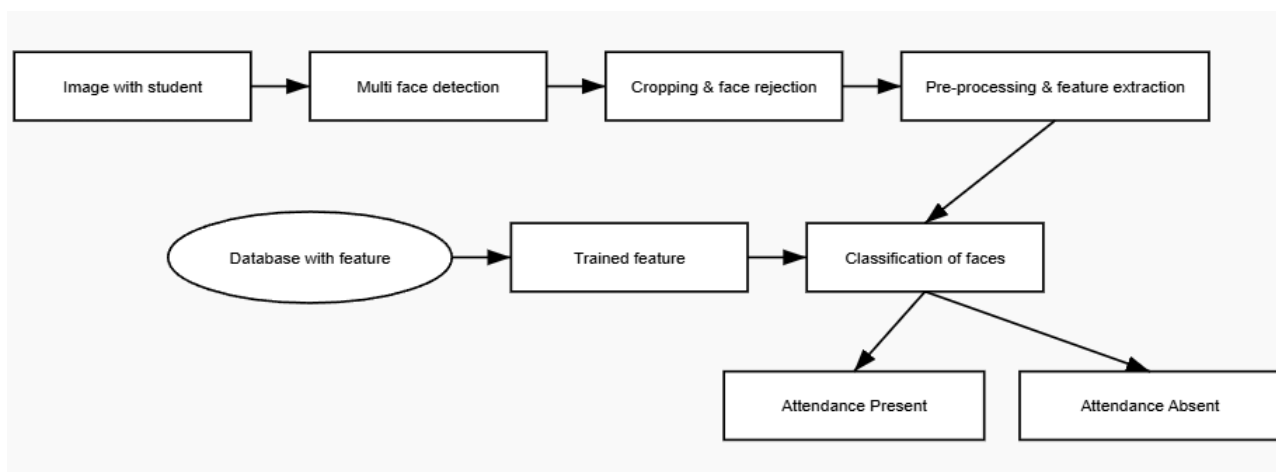 Image with student
Multi face detection
Cropping & face rejection
Pre-processing & feature extraction
Database with feature
Trained feature
Classification of faces
Attendance Present
Attendance Absent